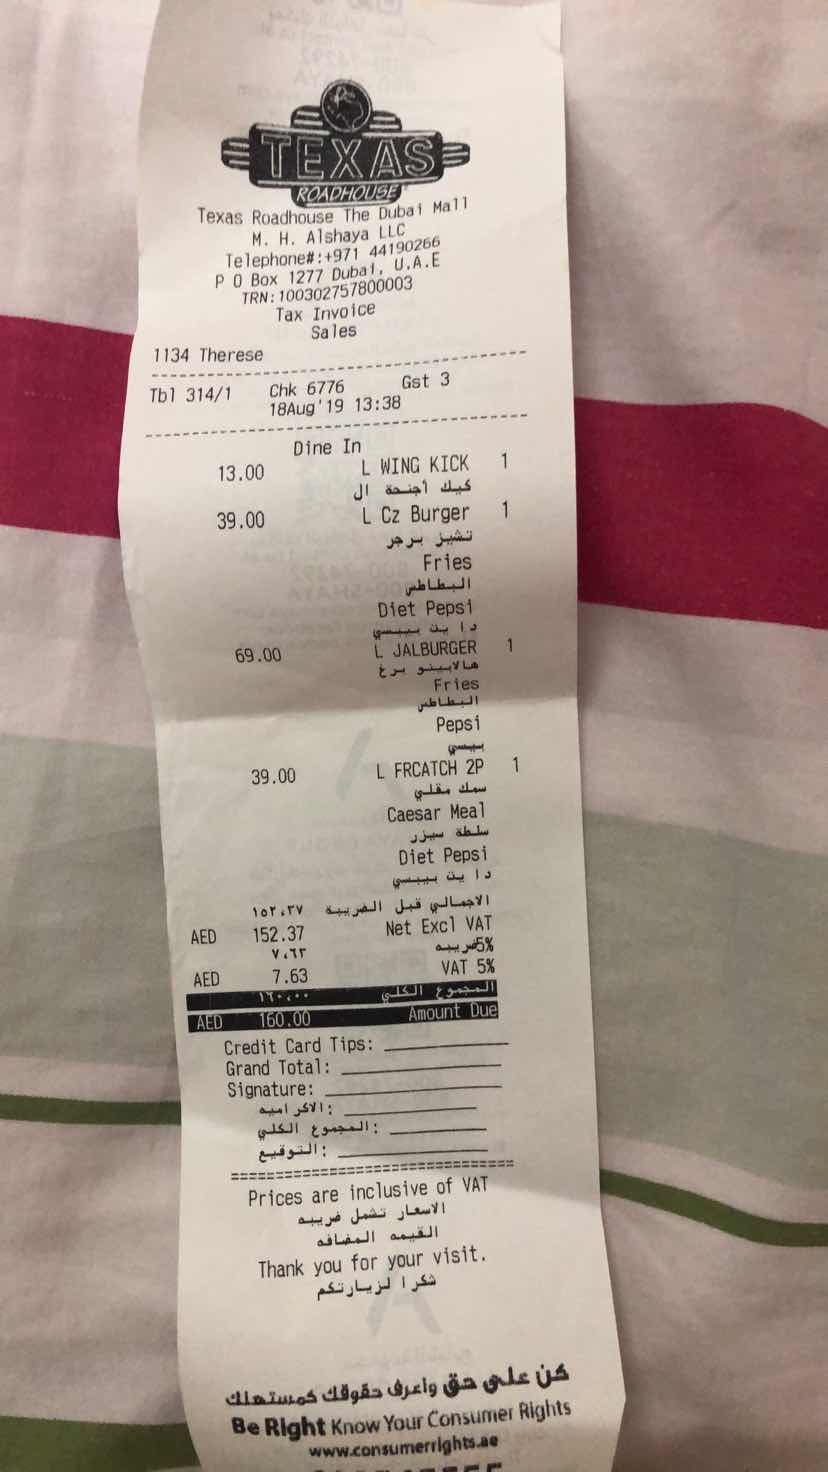 TEXAS
ROADHOUSE
Texas Roadhouse The Dubai Mall
M. H. Alshaya LLC
Telephone#:+971 44190266
P O Box 1277 Dubai, U.A.E
TRN:100302757800003
Tax Invoice
Sales
1134 Therese
Tbl 314/1 Chk 6776 Gst 3
18Aug'19 13:38
Dine In
13.00 L WING KICK 1
كيك أجنحة ال
39.00 L Cz Burger 1
تشيز برجر
Fries
البطاطس
Diet Pepsi
دايت بيبسي
69.00 L JALBURGER 1
هالابينو برغ
Fries
البطاطس
Pepsi
بيبسي
39.00 L FRCATCH 2P 1
سمك مقلي
Caesar Meal
سلطة سيزر
Diet Pepsi
دايت بيبسي
الاجمالي قبل الضريبة ١٥٢،٣٧
AED 152.37 Net Excl VAT
٧،٦٣ ضريبه5%
AED 7.63 VAT 5%
المجموع الكلي ١٦٠،٠٠
AED 160.00 Amount Due
Credit Card Tips:
Grand Total:
Signature:
الاكراميه:
المجموع الكلي:
التوقيع:
Prices are inclusive of VAT
الاسعار تشمل ضريبه
القيمه المضافه
Thank you for your visit.
شكرا لزيارتكم
كن على حق واعرف حقوقك كمستهلك
Be Right Know Your Consumer Rights
www.consumerrights.ae